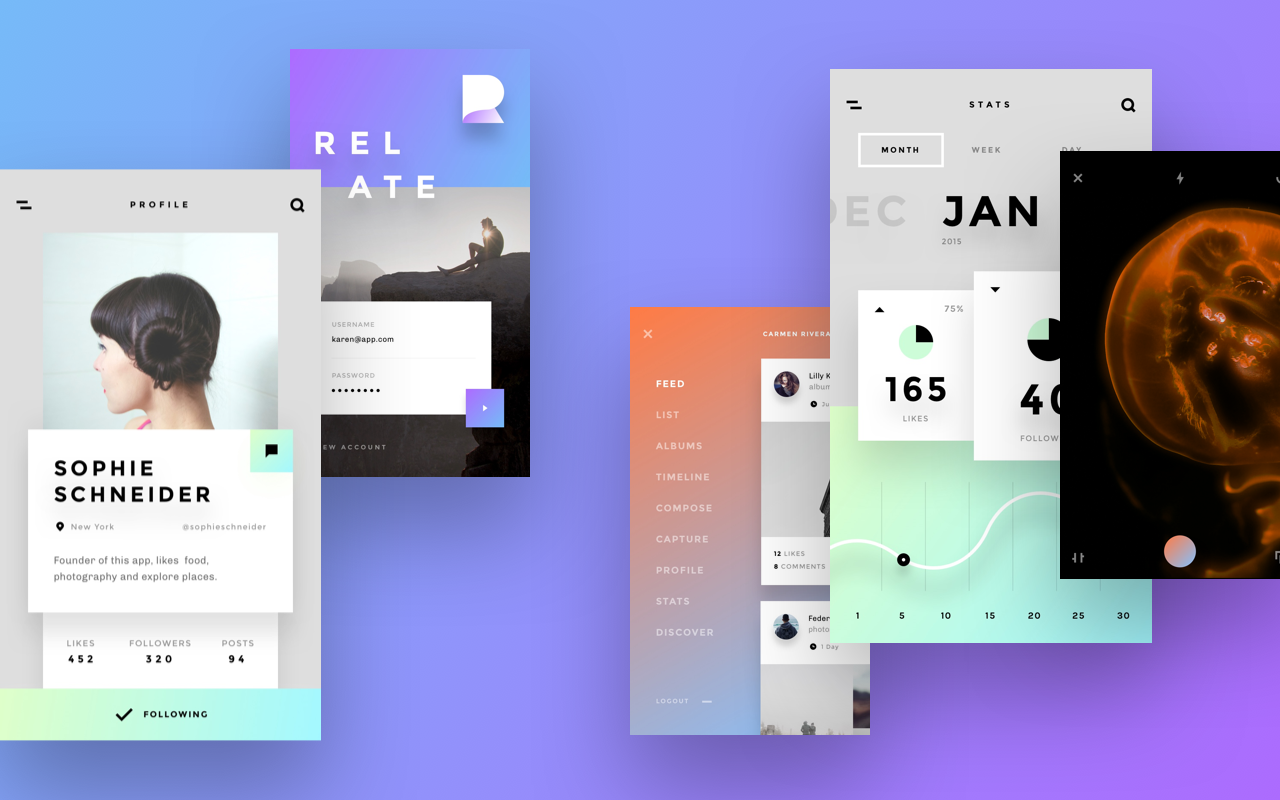 PROFILE
SOPHIE
SCHNEIDER
New York
@sophieschneider
Founder of this app, likes food,
photography and explore places.
LIKES
FOLLOWERS
POSTS
452
320
94
FOLLOWING
REL
ATE
USERNAME
karen@app.com
PASSWORD
EW ACCOUNT
CARMEN RIVERA
FEED
LIST
ALBUMS
TIMELINE
COMPOSE
CAPTURE
PROFILE
STATS
DISCOVER
LOGOUT
Lilly K
album
Ju
12 LIKES
8 COMMENTS
Feder
photo
1 Day
STATS
MONTH
WEEK
DAY
DEC
JAN
2015
75%
165
LIKES
40
FOLLOW
1 5 10 15 20 25 30